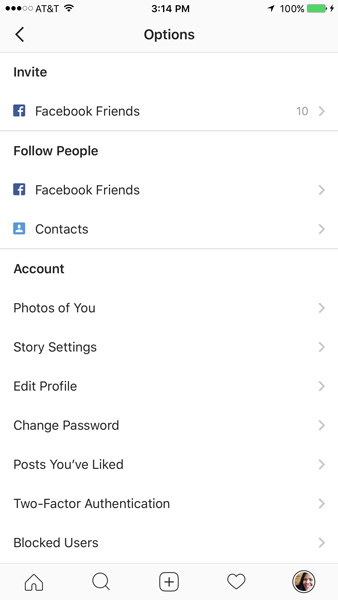 AT&T 3:14 PM 100%
Options
Invite
Facebook Friends 10
Follow People
Facebook Friends
Contacts
Account
Photos of You
Story Settings
Edit Profile
Change Password
Posts You’ve Liked
Two-Factor Authentication
Blocked Users